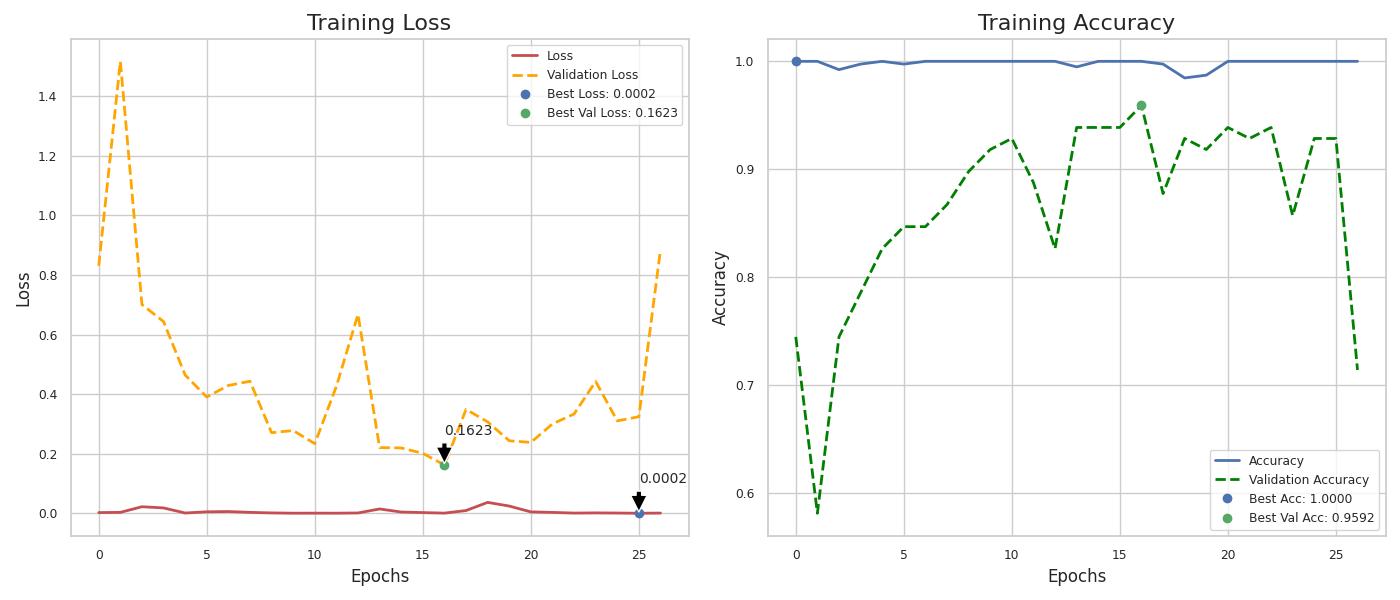 Training Loss
Loss
Validation Loss
Best Loss: 0.0002
Best Val Loss: 0.1623
1.4
1.2
1.0
0.8
0.6
0.4
0.2
0.0
0.1623
0.0002
Loss
0
5
10
15
20
25
Epochs
Training Accuracy
1.0
0.9
0.8
0.7
0.6
Accuracy
Accuracy
Validation Accuracy
Best Acc: 1.0000
Best Val Acc: 0.9592
0
5
10
15
20
25
Epochs